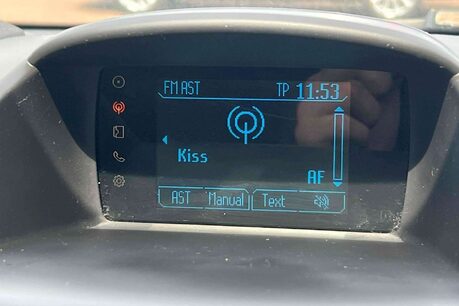 FM AST TP 11:53
Kiss
AF
AST Manual Text